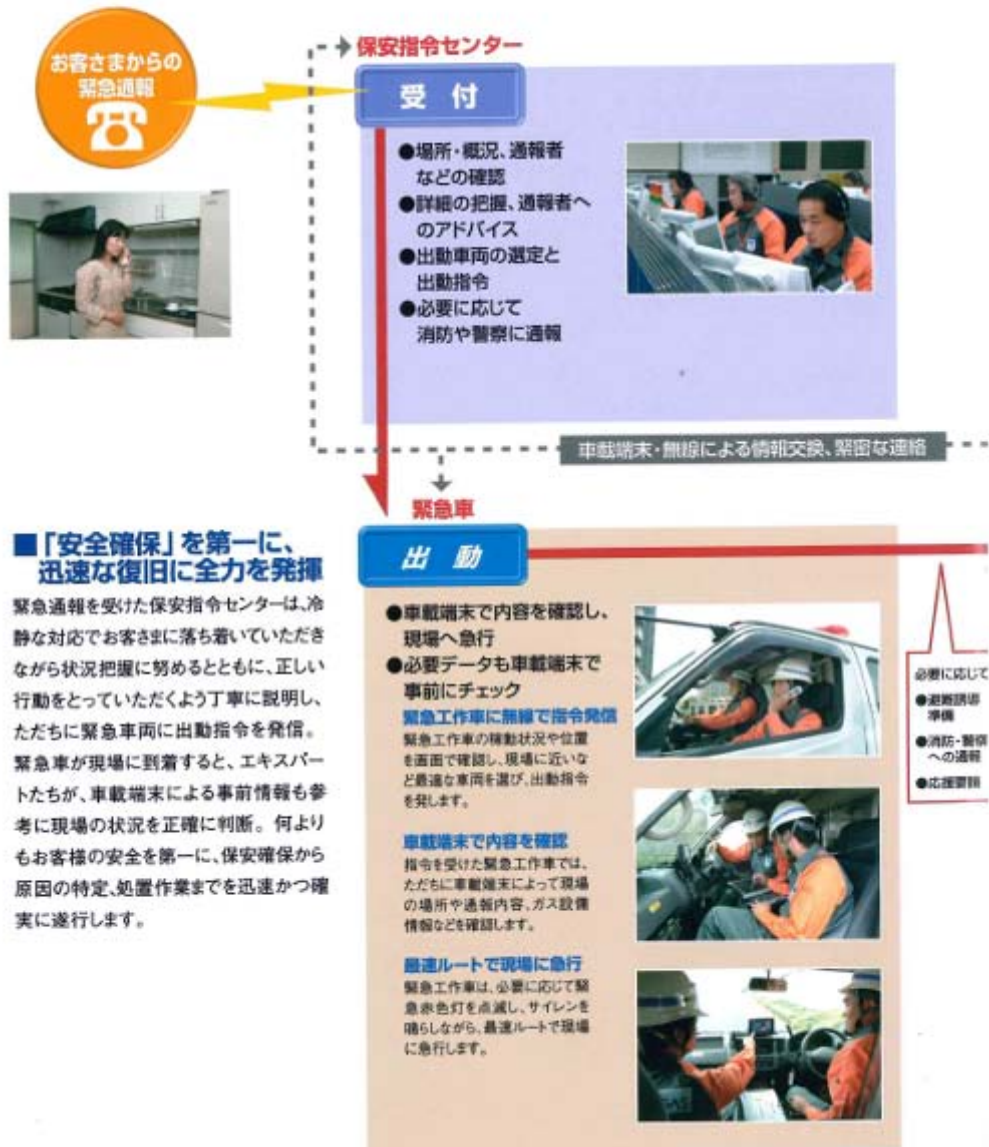 お客さまからの
緊急通報
保安指令センター
受付
●場所・概況、通報者
などの確認
●詳細の把握、通報者へ
のアドバイス
●出動車両の選定と
出動指令
●必要に応じて
消防や警察に通報
車載端末・無線による情報交換、緊密な連絡
緊急車
出動
■「安全確保」を第一に、
迅速な復旧に全力を発揮
緊急通報を受けた保安指令センターは、冷
静な対応でお客さまに落ち着いていただき
ながら状況把握に努めるとともに、正しい
行動をとっていただくよう丁寧に説明し、
ただちに緊急車両に出動指令を発信。
緊急車が現場に到着すると、エキスパー
トたちが、車載端末による事前情報も参
考に現場の状況を正確に判断。何より
もお客様の安全を第一に、保安確保から
原因の特定、処置作業までを迅速かつ確
実に遂行します。
●車載端末で内容を確認し、
現場へ急行
●必要データも車載端末で
事前にチェック
緊急工作車に無線で指令発信
緊急工作車の稼動状況や位置
を画面で確認し、現場に近いな
ど最適な車両を選び、出動指令
を発します。
車載端末で内容を確認
指令を受けた緊急工作車では、
ただちに車載端末によって現場
の場所や通報内容、ガス設備
情報などを確認します。
最速ルートで現場に急行
緊急工作車は、必要に応じて緊
急赤色灯を点滅し、サイレンを
鳴らしながら、最速ルートで現場
に急行します。
必要に応じて
●避難誘導
準備
●消防・警察
への通報
●応援要請